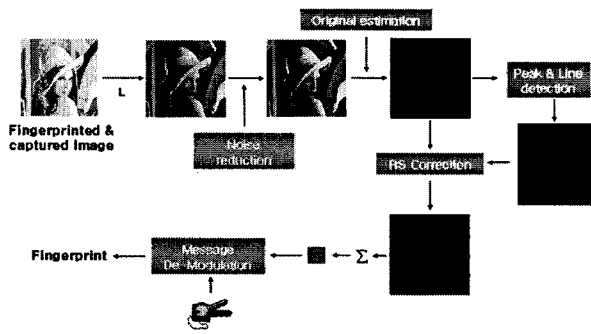 Original estimation
L
Peak & Line
detection
Fingerprinted &
captured Image
Noise
reduction
RS Correction
Message
De-Modulation
Σ
Fingerprint